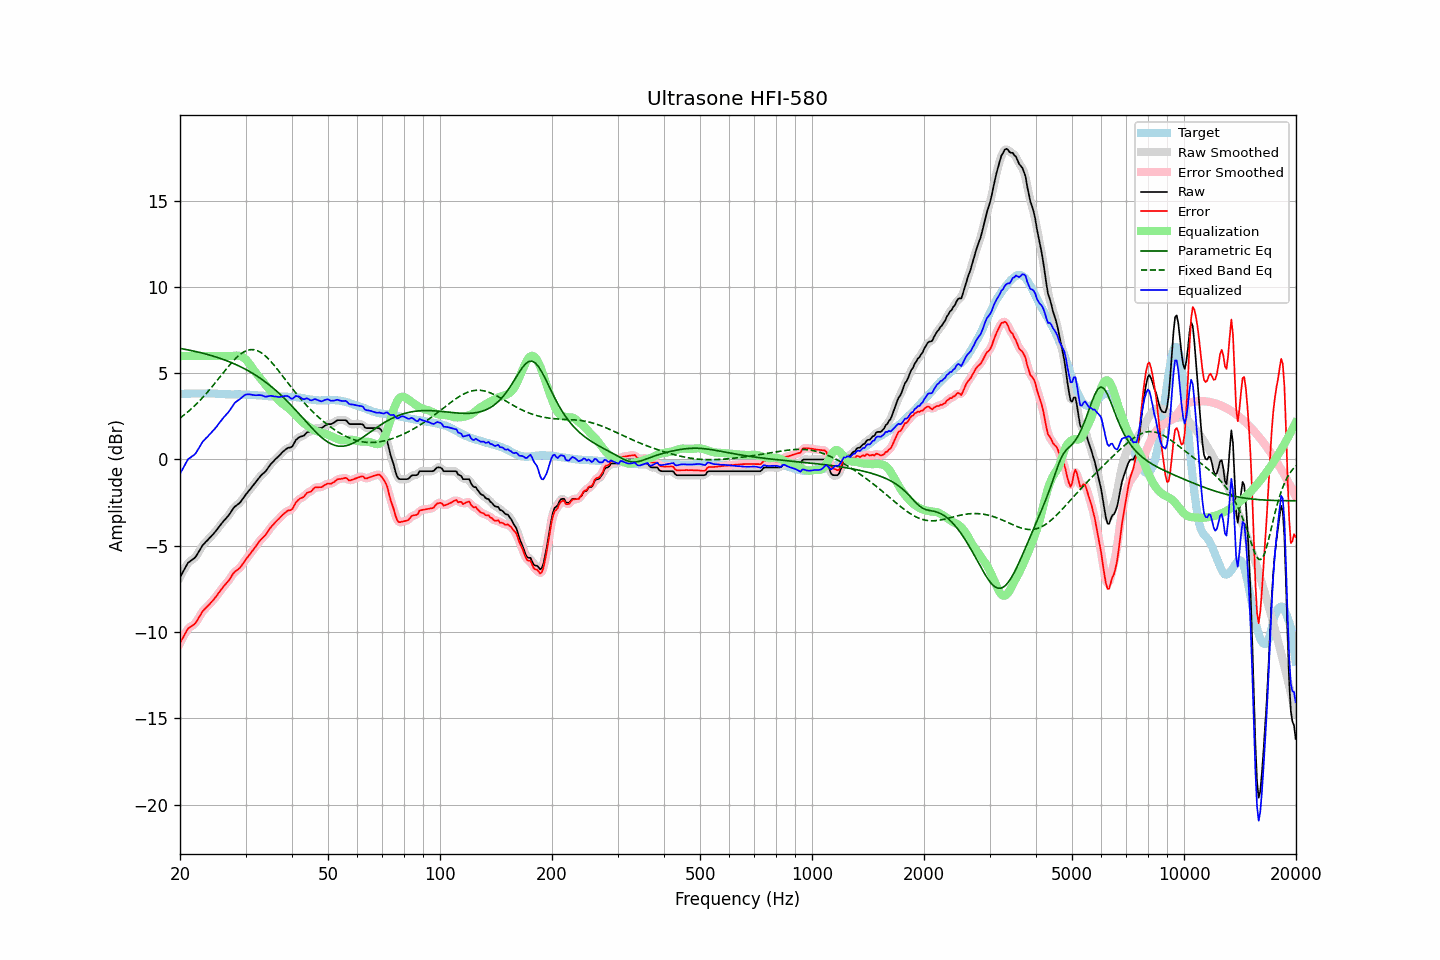 Ultrasone HFI-580
Target
Raw Smoothed
Error Smoothed
Raw
Error
Equalization
Parametric Eq
Fixed Band Eq
Equalized
Amplitude (dBr)
15
10
5
0
−5
−10
−15
−20
20 50 100 200 500 1000 2000 5000 10000 20000
Frequency (Hz)